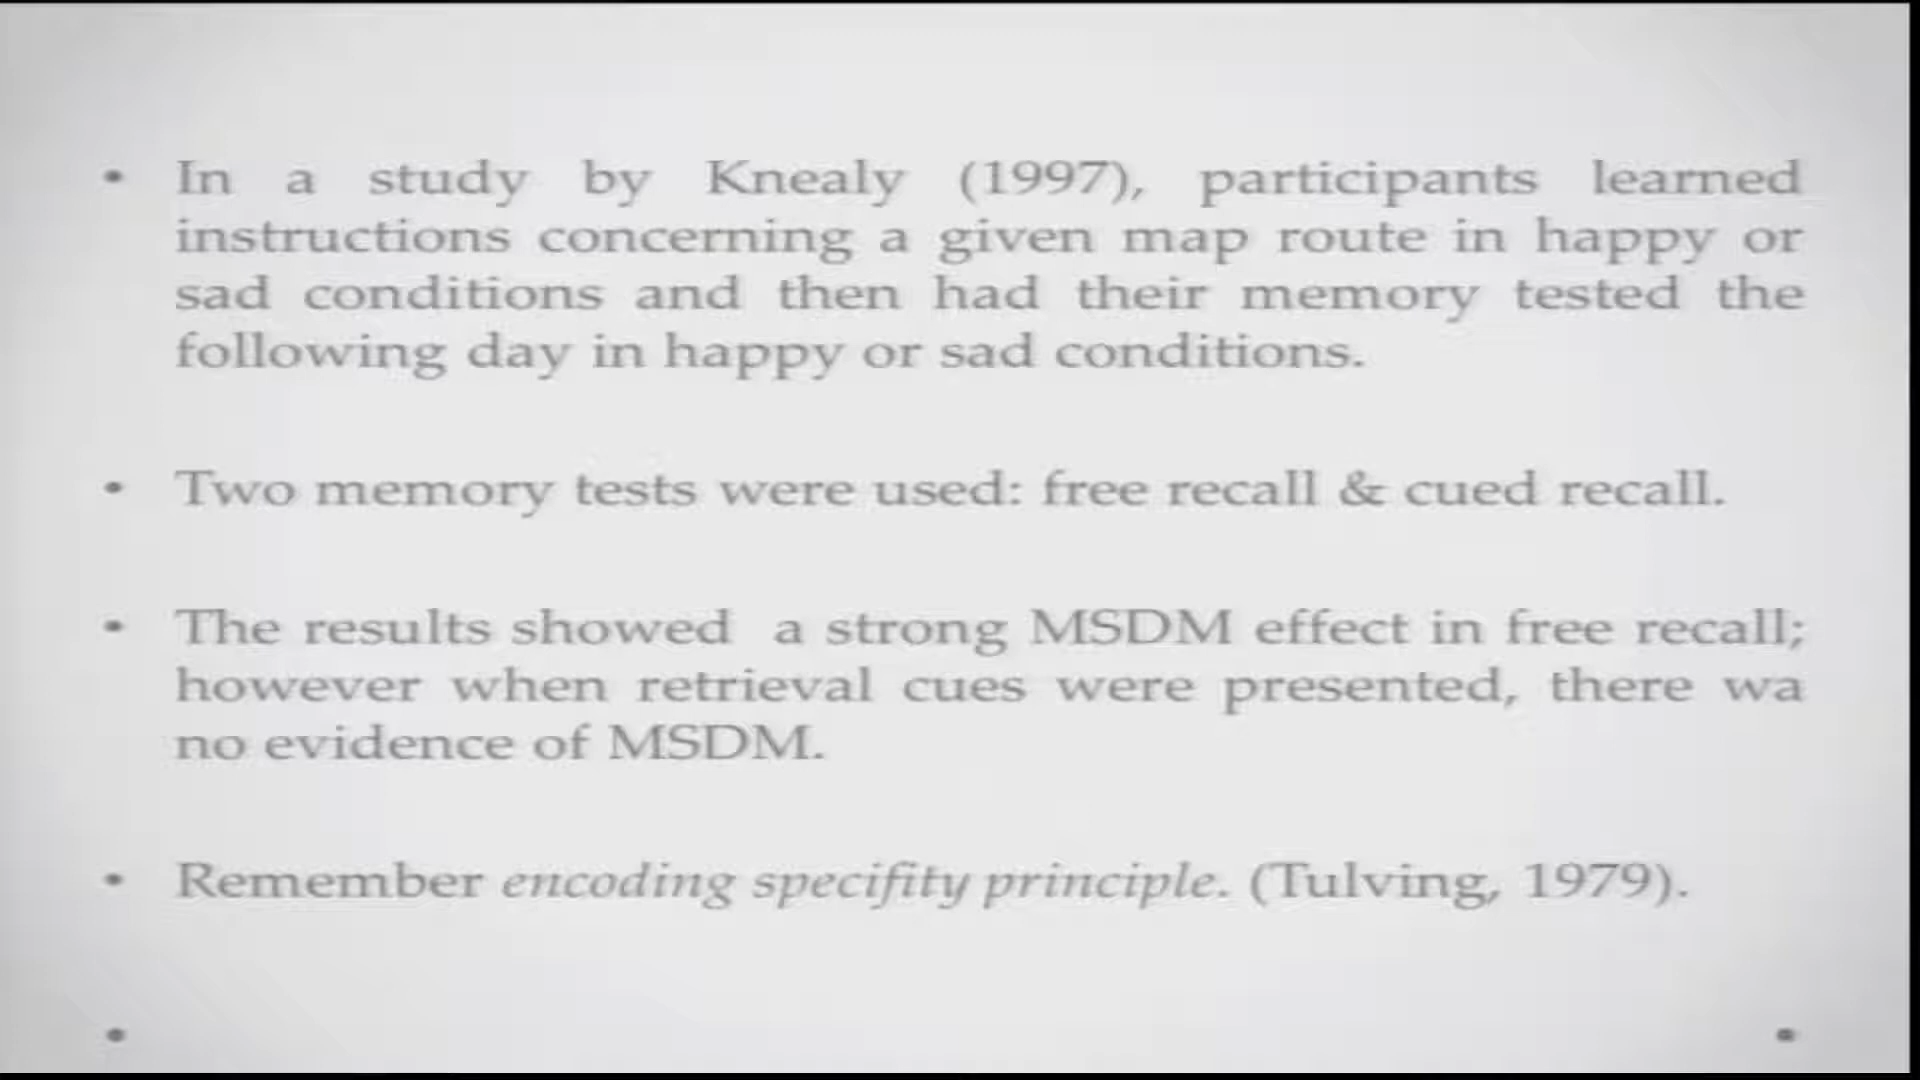 In a study by Knealy (1997), participants learned
instructions concerning a given map route in happy or
sad conditions and then had their memory tested the
following day in happy or sad conditions.
Two memory tests were used: free recall & cued recall.
The results showed a strong MSDM effect in free recall;
however when retrieval cues were presented, there wa
no evidence of MSDM.
Remember encoding specifity principle. (Tulving, 1979).